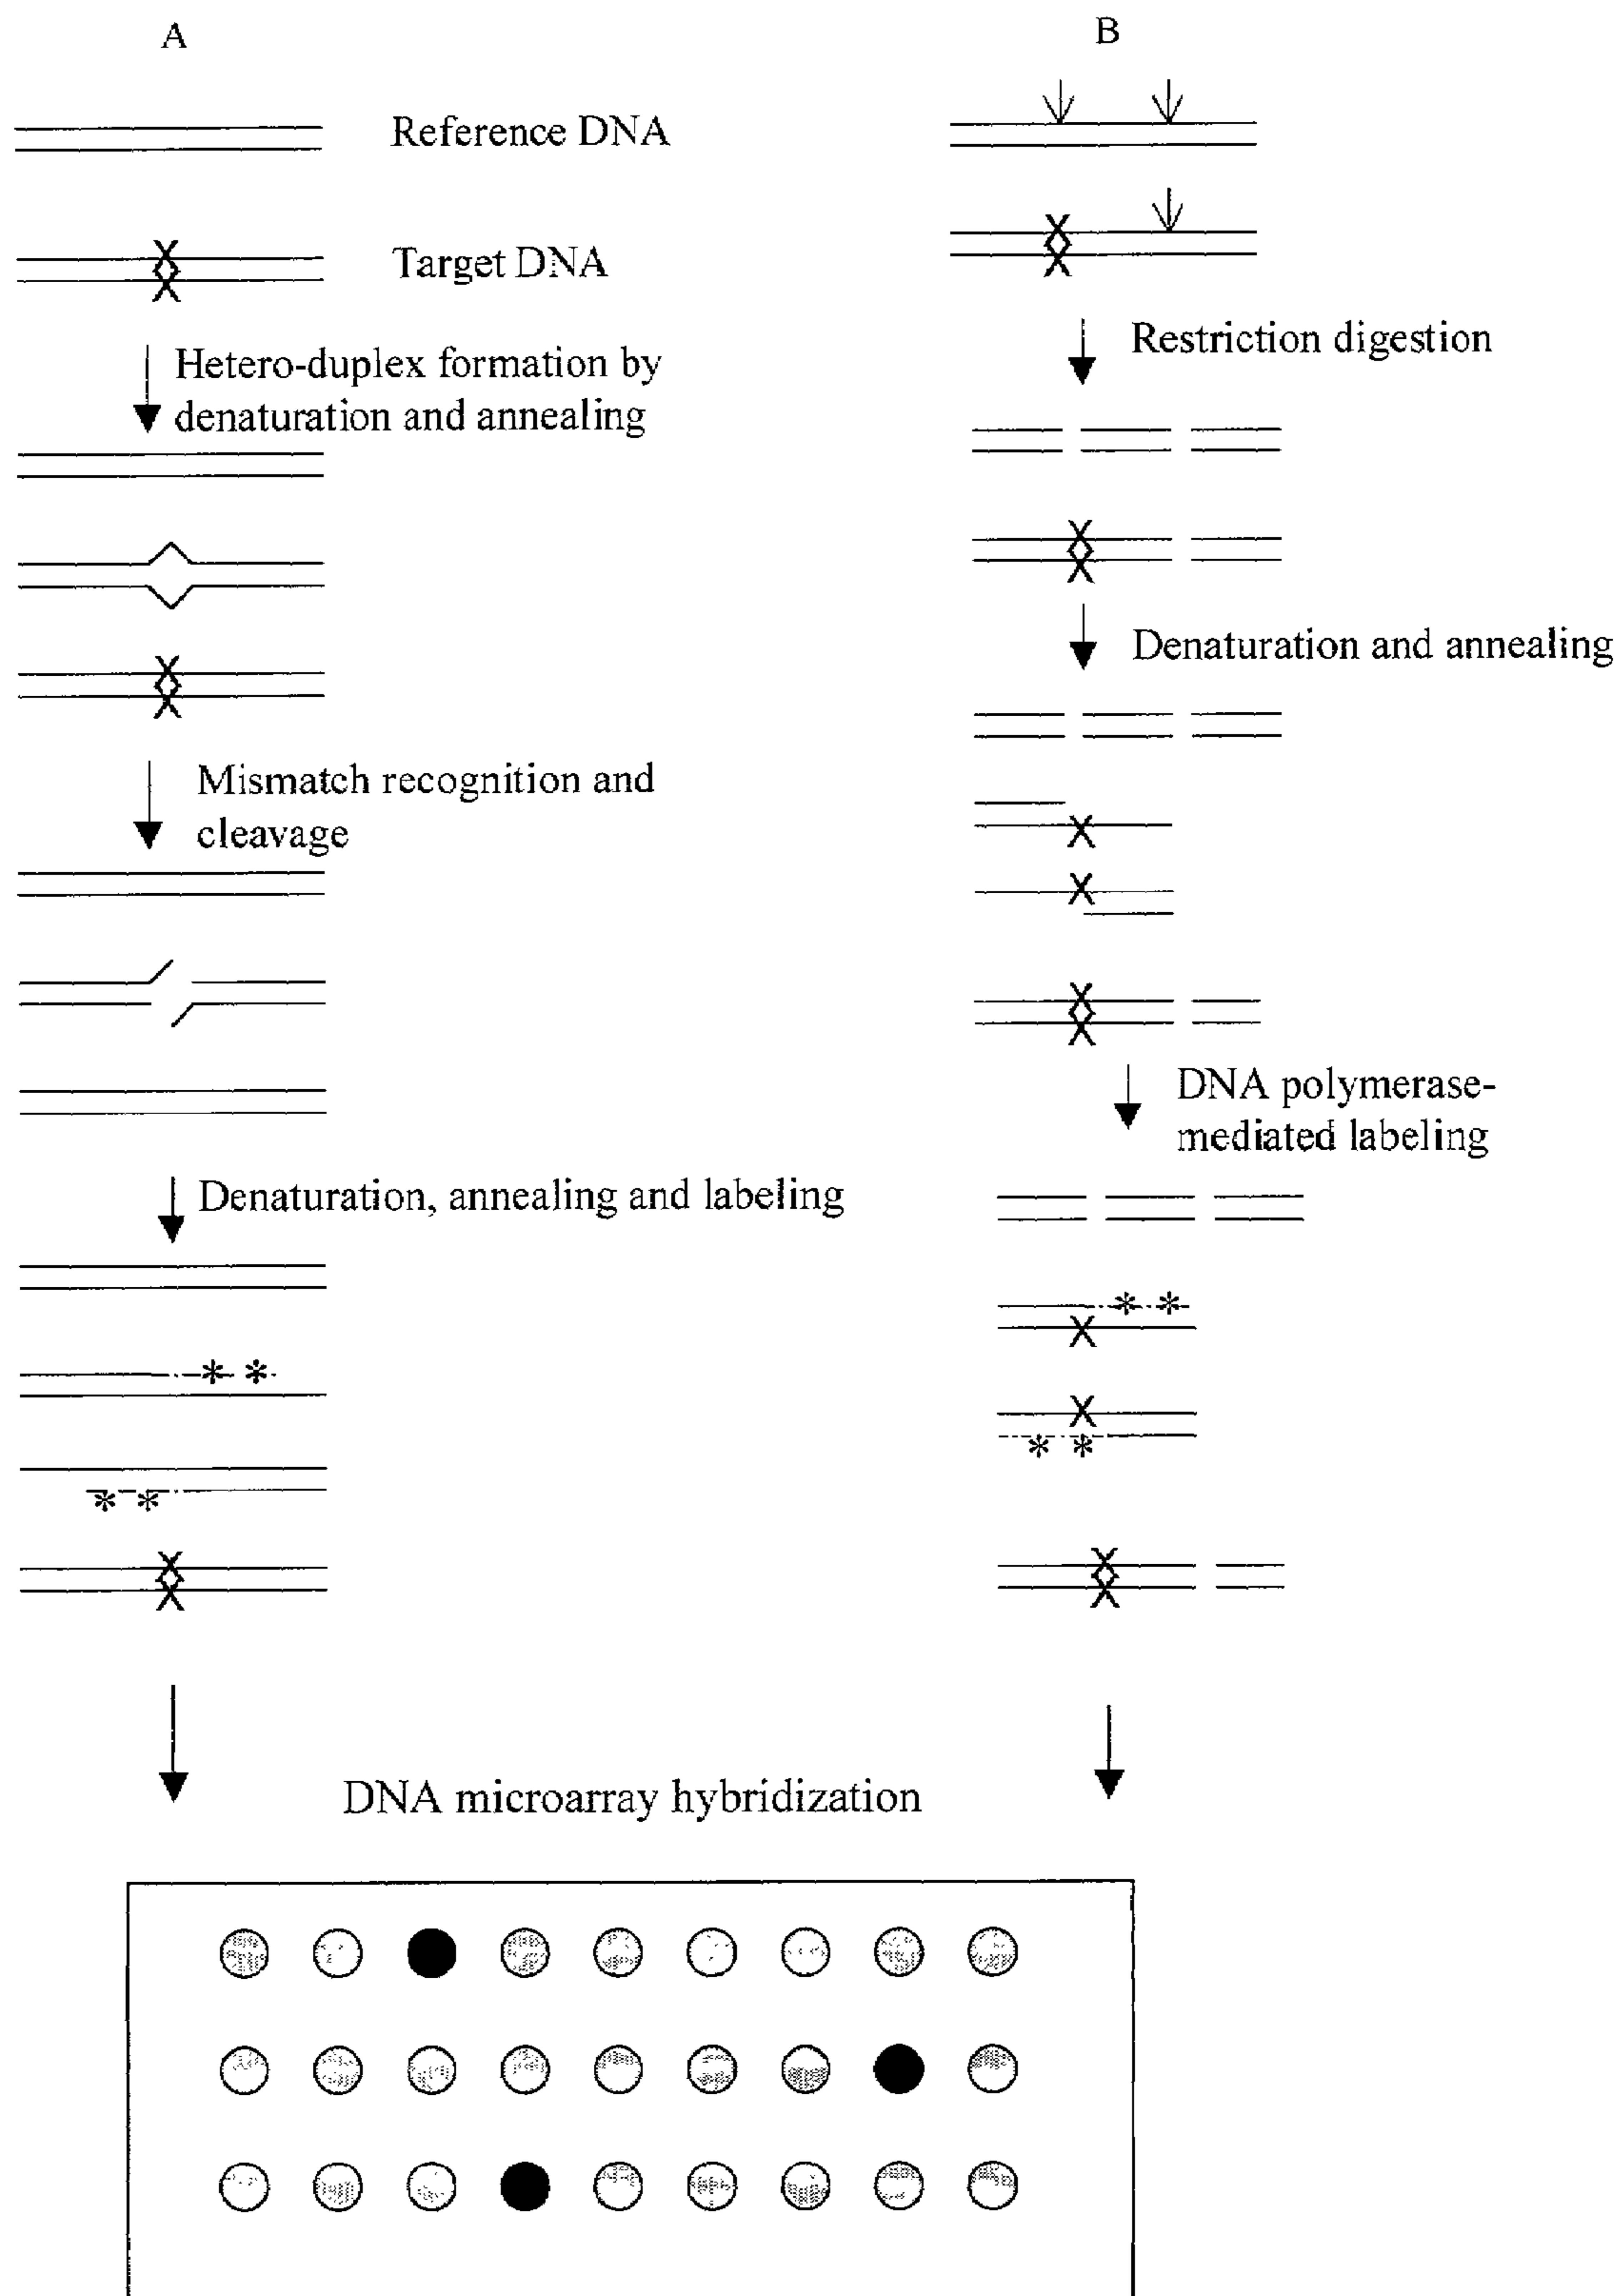 A
Reference DNA
Target DNA
Hetero-duplex formation by
denaturation and annealing
Mismatch recognition and
cleavage
Denaturation, annealing and labeling
B
Restriction digestion
Denaturation and annealing
DNA polymerase-
mediated labeling
DNA microarray hybridization